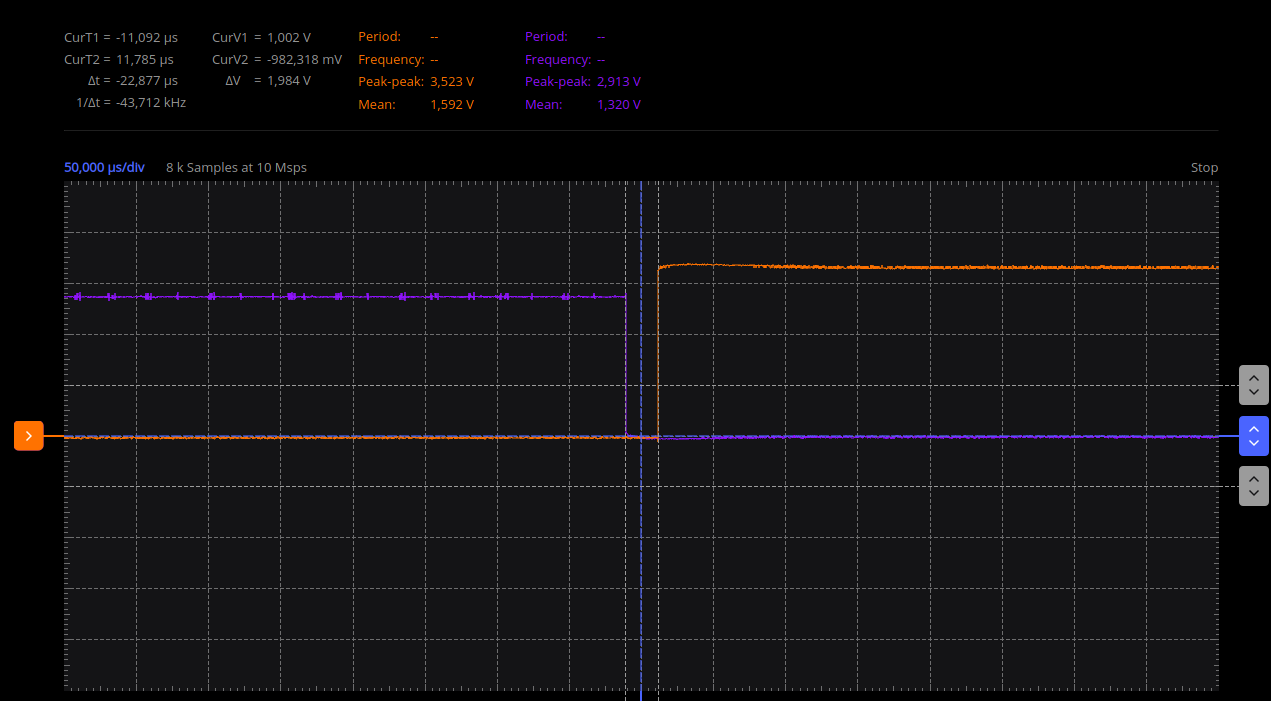 CurT1 = -11,092 µs CurV1 = 1,002 V Period: -- Period: --
CurT2 = 11,785 µs CurV2 = -982,318 mV Frequency: -- Frequency: --
Δt = -22,877 µs ΔV = 1,984 V Peak-peak: 3,523 V Peak-peak: 2,913 V
1/Δt = -43,712 kHz Mean: 1,592 V Mean: 1,320 V
50,000 µs/div 8 k Samples at 10 Msps Stop